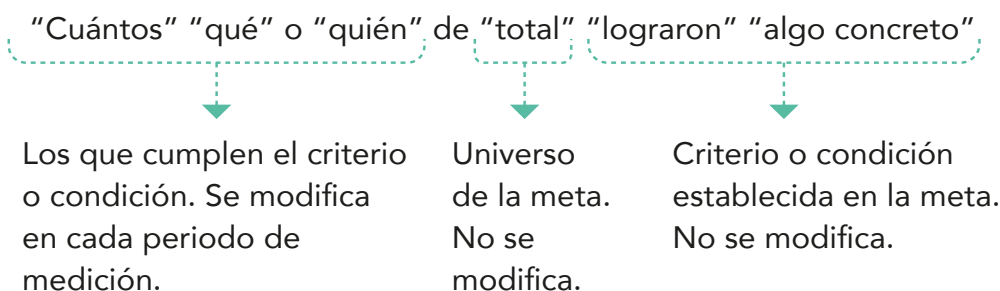 “Cuántos” “qué” o “quién” de “total” “lograron” “algo concreto”
Los que cumplen el criterio
o condición. Se modifica
en cada periodo de
medición.
Universo
de la meta.
No se
modifica.
Criterio o condición
establecida en la meta.
No se modifica.